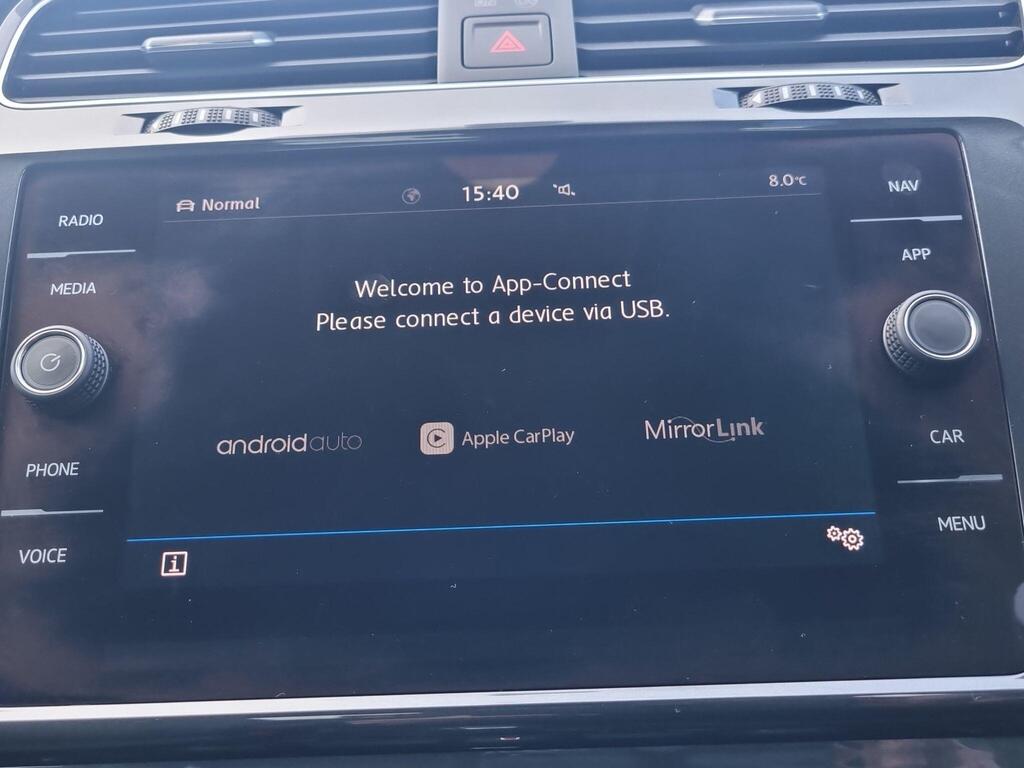 Normal
15:40
8.0°C
RADIO
MEDIA
PHONE
VOICE
Welcome to App-Connect
Please connect a device via USB.
androidauto
Apple CarPlay
MirrorLink
i
NAV
APP
CAR
MENU